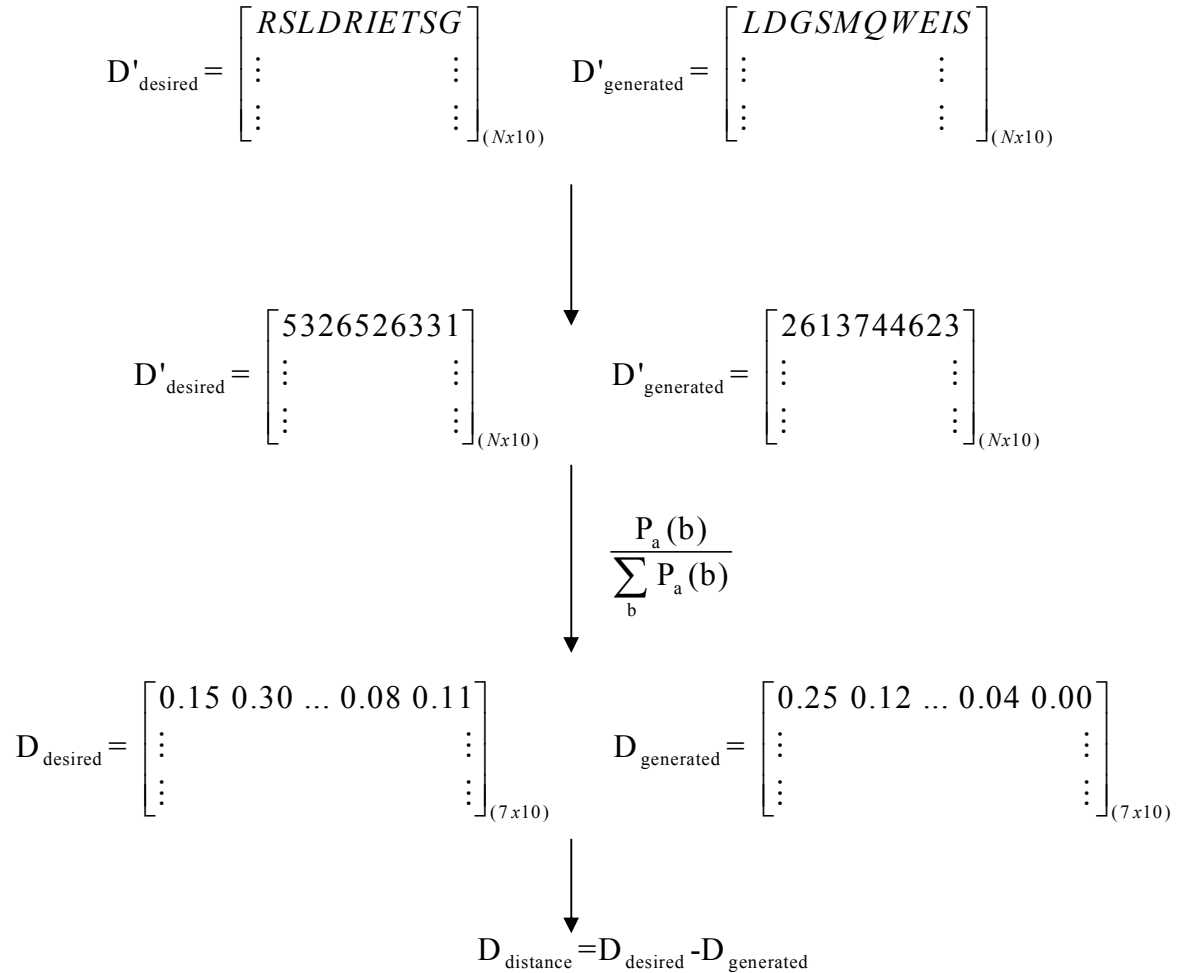 D'desired = [RSLDRIETSG ⋮ ⋮ ⋮ ⋮](Nx10) D'generated = [LDGSMQWEIS ⋮ ⋮ ⋮ ⋮](Nx10)
D'desired = [5326526331 ⋮ ⋮ ⋮ ⋮](Nx10) D'generated = [2613744623 ⋮ ⋮ ⋮ ⋮](Nx10)
Pa(b)
∑b Pa(b)
Ddesired = [0.15 0.30 ... 0.08 0.11 ⋮ ⋮ ⋮ ⋮](7x10) Dgenerated = [0.25 0.12 ... 0.04 0.00 ⋮ ⋮ ⋮ ⋮](7x10)
Ddistance=Ddesired-Dgenerated